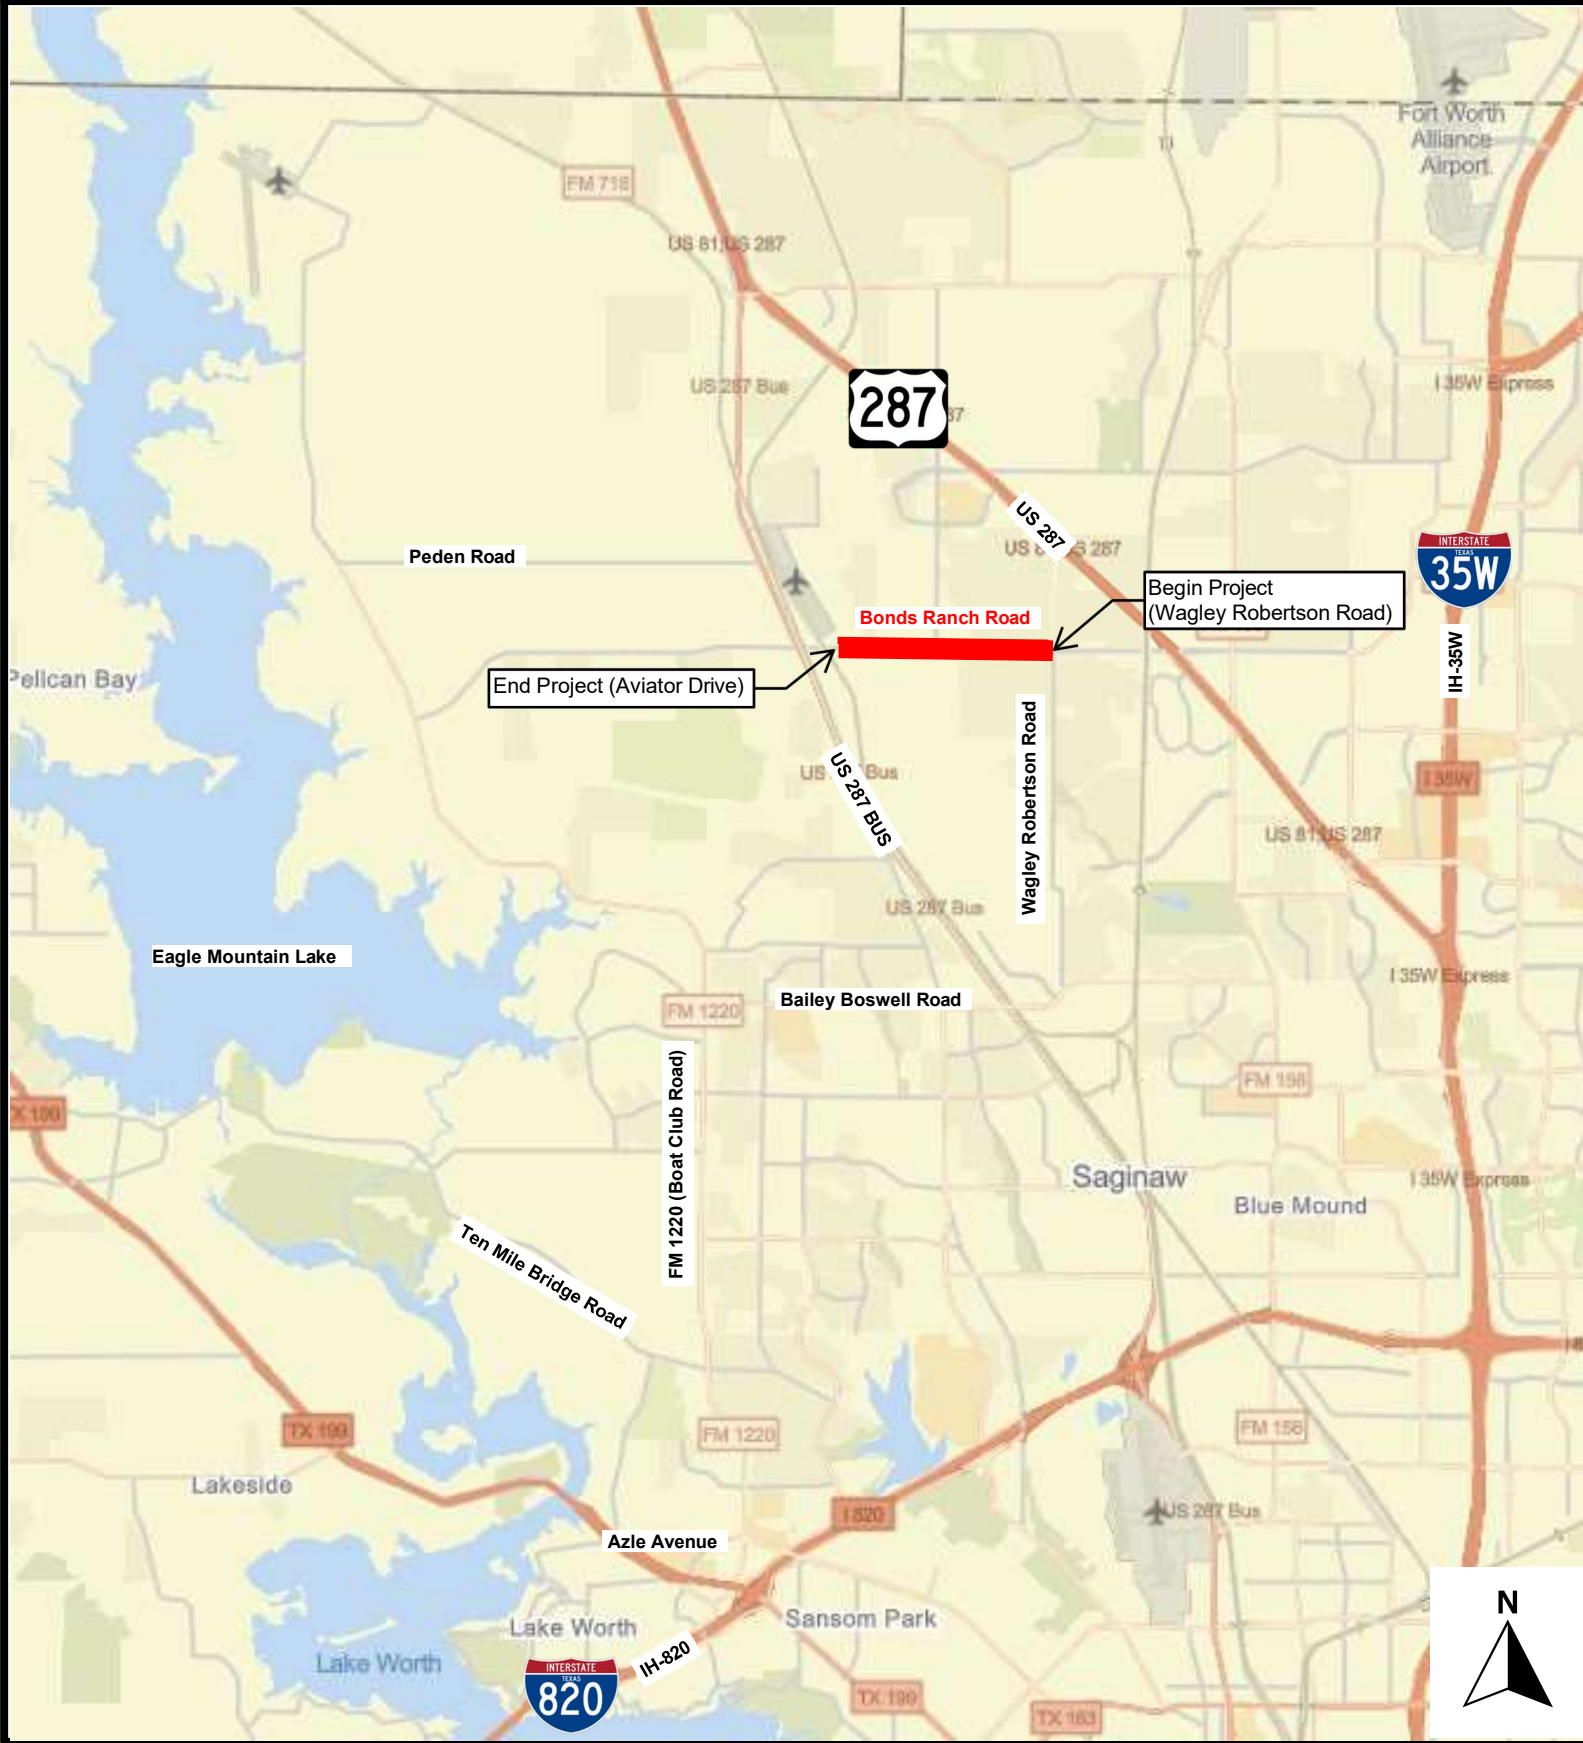 Fort Worth
Alliance
Airport
FM 718
US 81;US 287
US 287 Bus
287
I 35W Express
US 287
INTERSTATE
TEXAS
35W
Peden Road
Begin Project
(Wagley Robertson Road)
Bonds Ranch Road
IH-35W
Pelican Bay
End Project (Aviator Drive)
Wagley Robertson Road
US 287 BUS
I 35W
US 81;US 287
US 287 Bus
Eagle Mountain Lake
I 35W Express
Bailey Boswell Road
FM 1220
FM 1220 (Boat Club Road)
FM 156
TX 199
Saginaw
I 35W Express
Blue Mound
Ten Mile Bridge Road
TX 199
FM 1220
FM 156
Lakeside
I 820
US 287 Bus
Azle Avenue
N
Lake Worth
Sansom Park
IH-820
Lake Worth
INTERSTATE
TEXAS
820
TX 199
TX 183